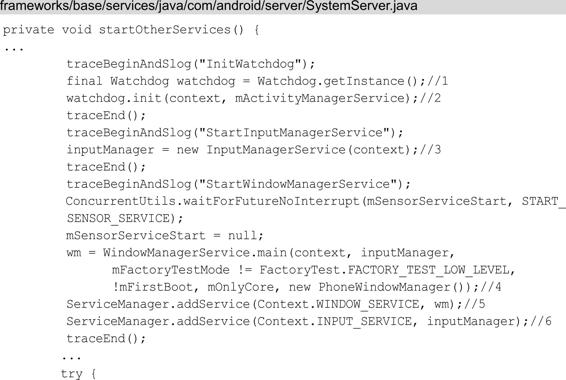 frameworks/base/services/java/com/android/server/SystemServer.java
private void startOtherServices() {
...
traceBeginAndSlog("InitWatchdog");
final Watchdog watchdog = Watchdog.getInstance();//1
watchdog.init(context, mActivityManagerService);//2
traceEnd();
traceBeginAndSlog("StartInputManagerService");
inputManager = new InputManagerService(context);//3
traceEnd();
traceBeginAndSlog("StartWindowManagerService");
ConcurrentUtils.waitForFutureNoInterrupt(mSensorServiceStart, START_
SENSOR_SERVICE);
mSensorServiceStart = null;
wm = WindowManagerService.main(context, inputManager,
mFactoryTestMode != FactoryTest.FACTORY_TEST_LOW_LEVEL,
!mFirstBoot, mOnlyCore, new PhoneWindowManager());//4
ServiceManager.addService(Context.WINDOW_SERVICE, wm);//5
ServiceManager.addService(Context.INPUT_SERVICE, inputManager);//6
traceEnd();
...
try {